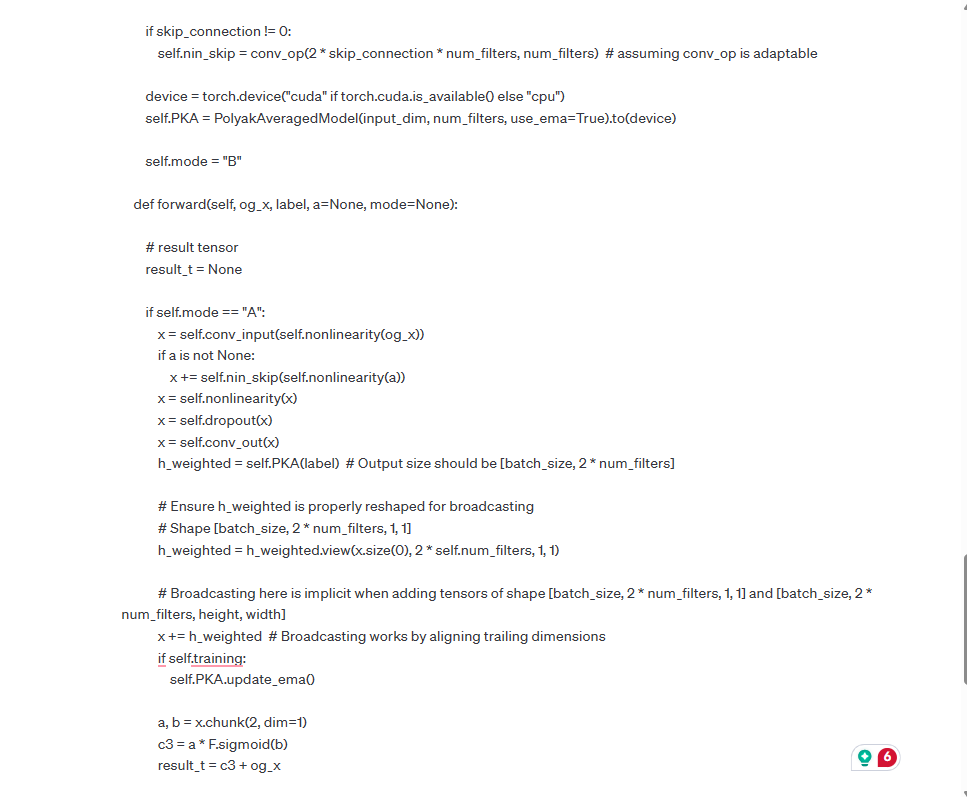 if skip_connection != 0:
self.nin_skip = conv_op(2 * skip_connection * num_filters, num_filters)  # assuming conv_op is adaptable
device = torch.device("cuda" if torch.cuda.is_available() else "cpu")
self.PKA = PolyakAveragedModel(input_dim, num_filters, use_ema=True).to(device)
self.mode = "B"
def forward(self, og_x, label, a=None, mode=None):
# result tensor
result_t = None
if self.mode == "A":
x = self.conv_input(self.nonlinearity(og_x))
if a is not None:
x += self.nin_skip(self.nonlinearity(a))
x = self.nonlinearity(x)
x = self.dropout(x)
x = self.conv_out(x)
h_weighted = self.PKA(label)  # Output size should be [batch_size, 2 * num_filters]
# Ensure h_weighted is properly reshaped for broadcasting
# Shape [batch_size, 2 * num_filters, 1, 1]
h_weighted = h_weighted.view(x.size(0), 2 * self.num_filters, 1, 1)
# Broadcasting here is implicit when adding tensors of shape [batch_size, 2 * num_filters, 1, 1] and [batch_size, 2 *
num_filters, height, width]
x += h_weighted  # Broadcasting works by aligning trailing dimensions
if self.training:
self.PKA.update_ema()
a, b = x.chunk(2, dim=1)
c3 = a * F.sigmoid(b)
result_t = c3 + og_x
6